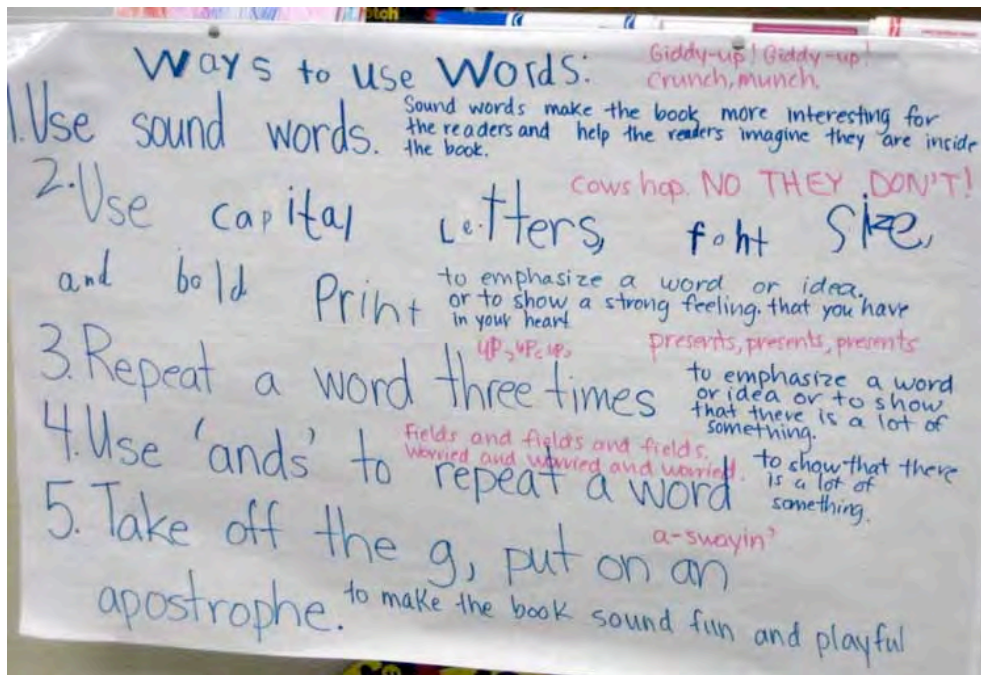 Ways to use Words:
Giddy-up! Giddy-up!
Crunch, munch.
1. Use sound words.
Sound words make the book more interesting for
the readers and help the readers imagine they are inside
the book.
cows hop. NO THEY DON'T!
2. Use capital Letters, font Size,
and bold Print
to emphasize a word or idea.
or to show a strong feeling. that you have
in your heart
up, up, up,
presents, presents, presents
3. Repeat a word three times
to emphasize a word
or idea or to show
that there is a lot of
something.
Fields and fields and fields.
Worried and worried and worried.
4. Use 'ands' to repeat a word
to show that there
is a lot of
something.
a-swayin'
5. Take off the g, put on an
apostrophe.
to make the book sound fun and playful